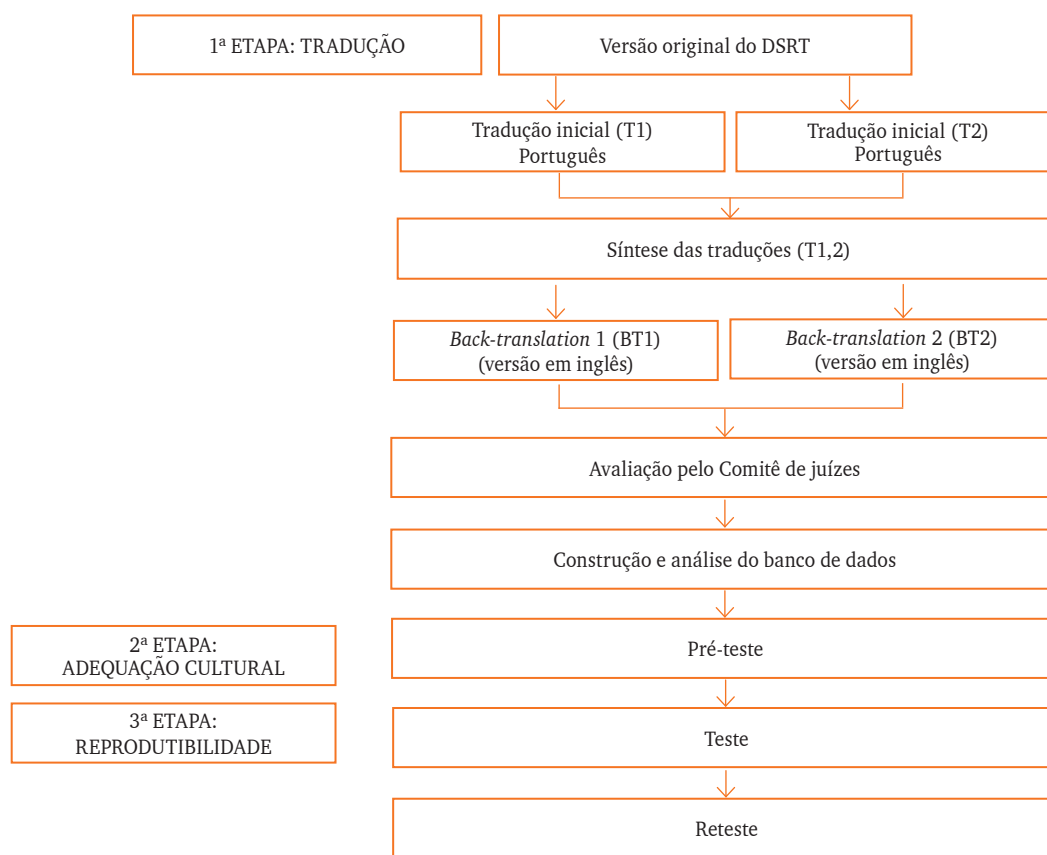 1ª ETAPA: TRADUÇÃO
Versão original do DSRT
Tradução inicial (T1)
Português
Tradução inicial (T2)
Português
Síntese das traduções (T1,2)
Back-translation 1 (BT1)
(versão em inglês)
Back-translation 2 (BT2)
(versão em inglês)
Avaliação pelo Comitê de juízes
Construção e análise do banco de dados
2ª ETAPA:
ADEQUAÇÃO CULTURAL
Pré-teste
3ª ETAPA:
REPRODUTIBILIDADE
Teste
Reteste